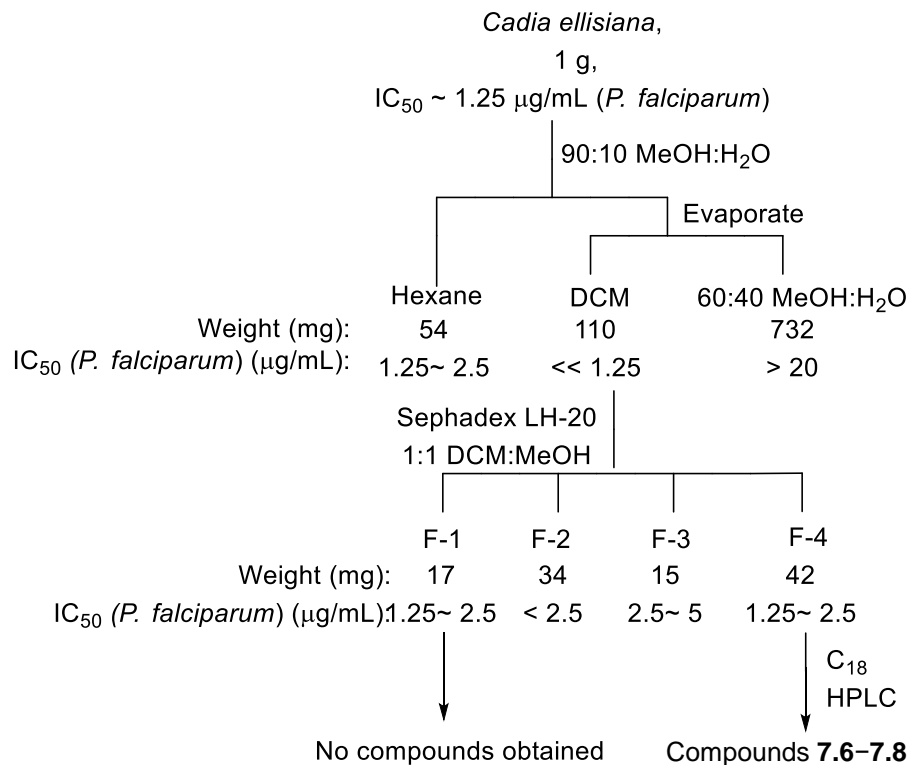 Cadia ellisiana,
1 g,
IC50 ~ 1.25 μg/mL (P. falciparum)
90:10 MeOH:H2O
Evaporate
Hexane DCM 60:40 MeOH:H2O
Weight (mg): 54 110 732
IC50 (P. falciparum) (μg/mL): 1.25~ 2.5 << 1.25 > 20
Sephadex LH-20
1:1 DCM:MeOH
F-1 F-2 F-3 F-4
Weight (mg): 17 34 15 42
IC50 (P. falciparum) (μg/mL): 1.25~ 2.5 < 2.5 2.5~ 5 1.25~ 2.5
C18
HPLC
No compounds obtained Compounds 7.6−7.8